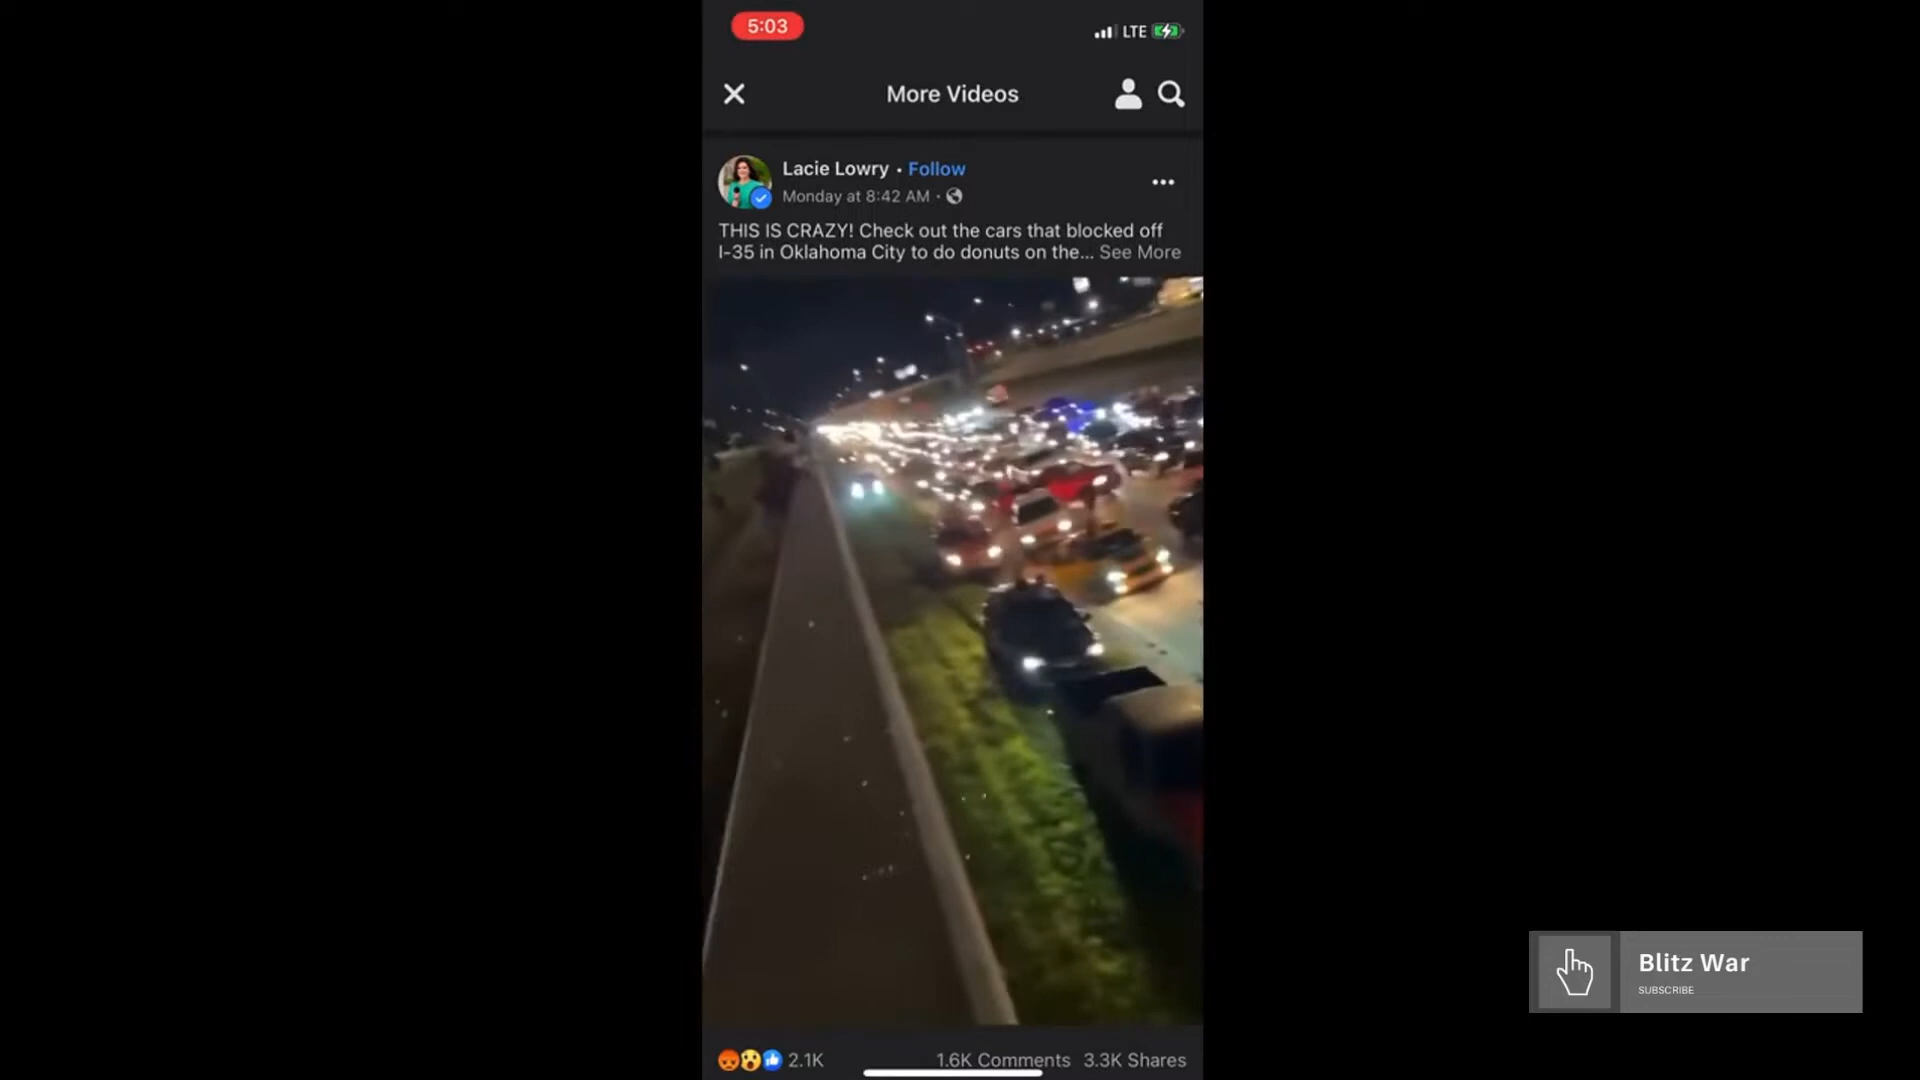 5:03
LTE
More Videos
Lacie Lowry • Follow
Monday at 8:42 AM •
THIS IS CRAZY! Check out the cars that blocked off
I-35 in Oklahoma City to do donuts on the... See More
2.1K
1.6K Comments 3.3K Shares
Blitz War
SUBSCRIBE